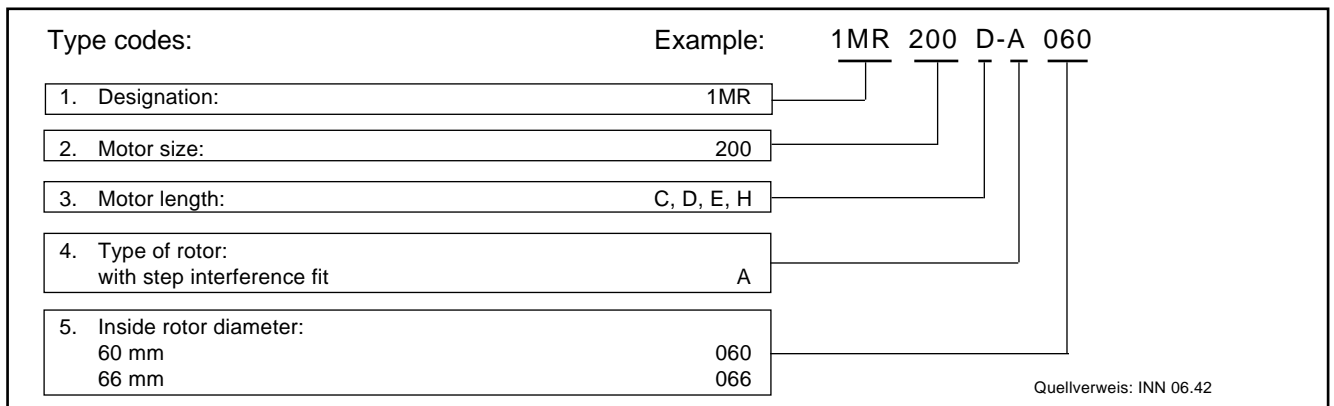 Type codes: Example: 1MR 200 D-A 060
1. Designation: 1MR
2. Motor size: 200
3. Motor length: C, D, E, H
4. Type of rotor:
with step interference fit A
5. Inside rotor diameter:
60 mm 060
66 mm 066
Quellverweis: INN 06.42